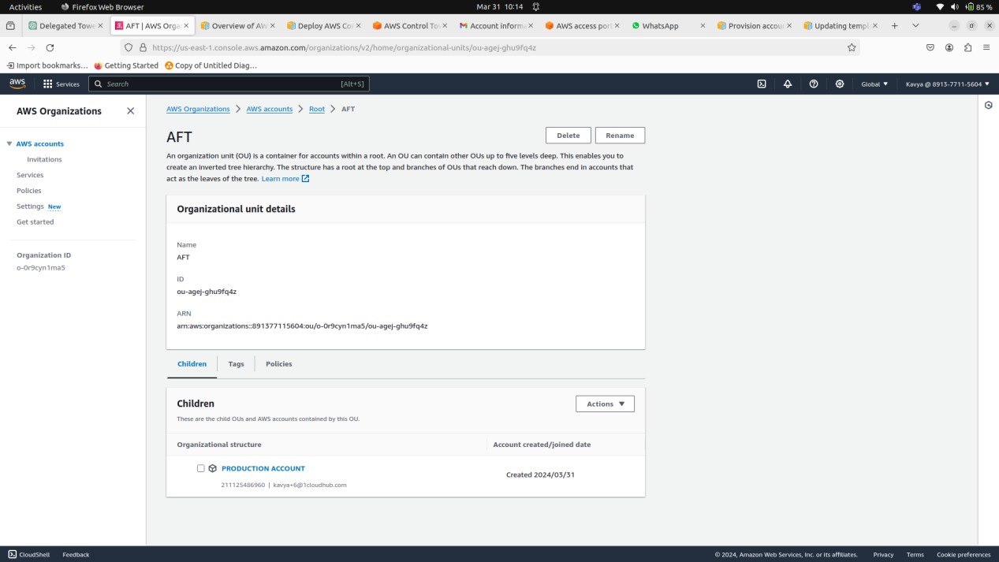 Activities
Firefox Web Browser
Mar 31 10:14
85 %
Delegated Towe
AFT | AWS Orga
Overview of AW
Deploy AWS Co
AWS Control To
Account inform
AWS access port
WhatsApp
Provision accou
Updating templ
https://us-east-1.console.aws.amazon.com/organizations/v2/home/organizational-units/ou-agej-ghu9fq4z
Import bookmarks…
Getting Started
Copy of Untitled Diag…
aws
Services
Search
[Alt+S]
Global
Kavya @ 8913-7711-5604
AWS Organizations
AWS accounts
Invitations
Services
Policies
Settings New
Get started
Organization ID
o-0r9cyn1ma5
AWS Organizations > AWS accounts > Root > AFT
AFT
Delete
Rename
An organization unit (OU) is a container for accounts within a root. An OU can contain other OUs up to five levels deep. This enables you to
create an inverted tree hierarchy. The structure has a root at the top and branches of OUs that reach down. The branches end in accounts that
act as the leaves of the tree. Learn more
Organizational unit details
Name
AFT
ID
ou-agej-ghu9fq4z
ARN
arn:aws:organizations::891377115604:ou/o-0r9cyn1ma5/ou-agej-ghu9fq4z
Children
Tags
Policies
Children
Actions
These are the child OUs and AWS accounts contained by this OU.
Organizational structure
Account created/joined date
PRODUCTION ACCOUNT
211125486960 | kavya+6@1cloudhub.com
Created 2024/03/31
CloudShell
Feedback
© 2024, Amazon Web Services, Inc. or its affiliates.
Privacy
Terms
Cookie preferences